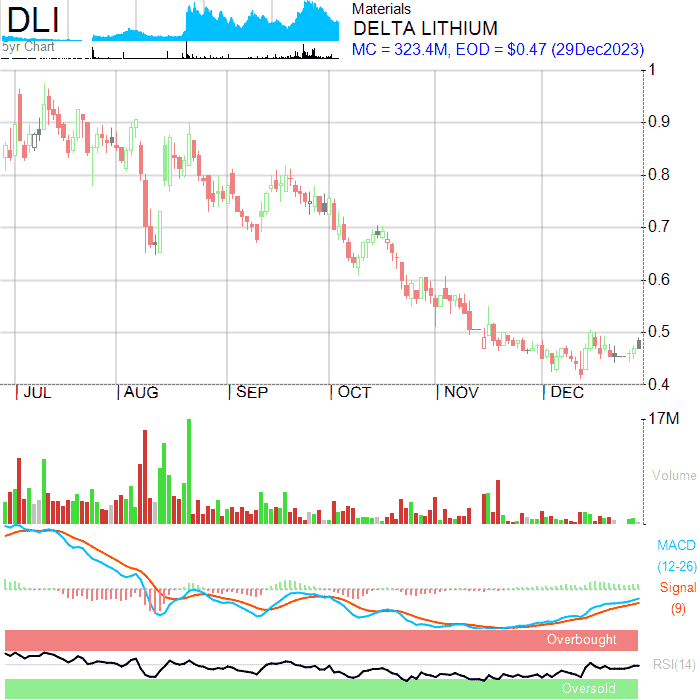 DLI
5yr Chart
Materials
DELTA LITHIUM
MC = 323.4M, EOD = $0.47 (29Dec2023)
1
0.9
0.8
0.7
0.6
0.5
0.4
JUL AUG SEP OCT NOV DEC
17M
Volume
MACD
(12-26)
Signal
(9)
Overbought
RSI(14)
Oversold